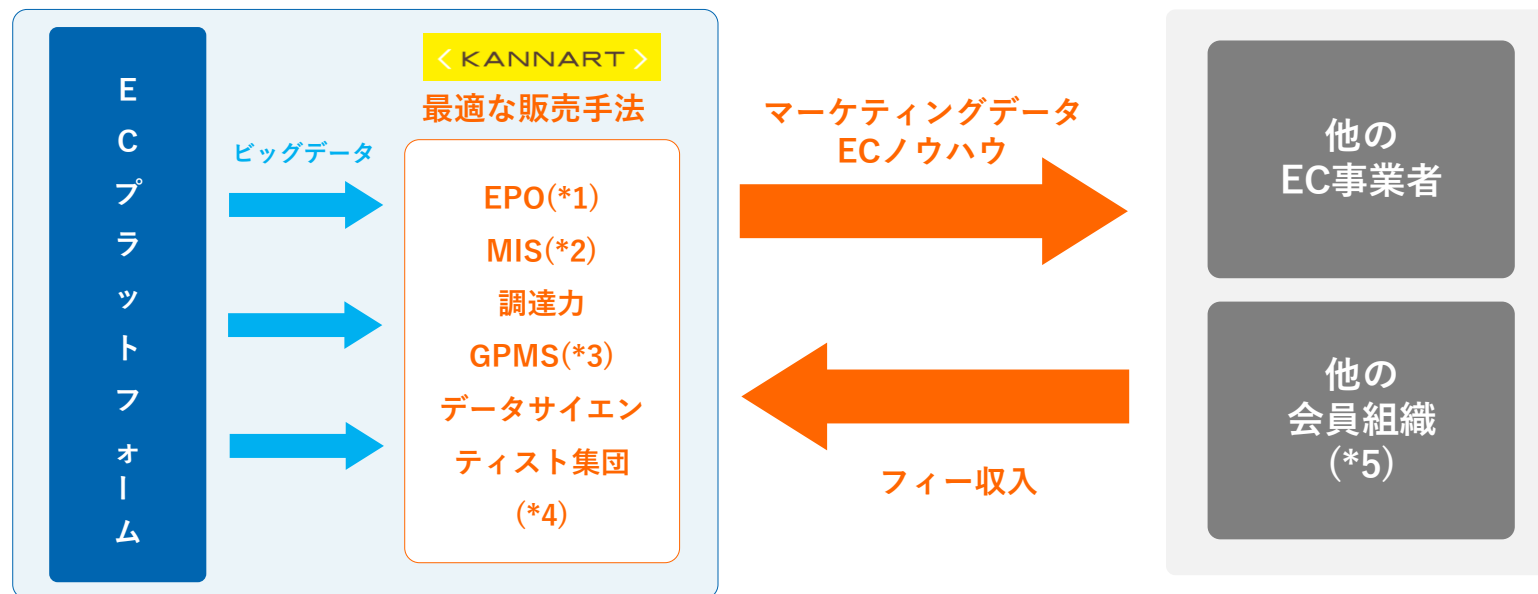 ECプラットフォーム
ビッグデータ
< KANNART >
最適な販売手法
EPO(*1)
MIS(*2)
調達力
GPMS(*3)
データサイエン
ティスト集団
(*4)
マーケティングデータ
ECノウハウ
フィー収入
他の
EC事業者
他の
会員組織
(*5)